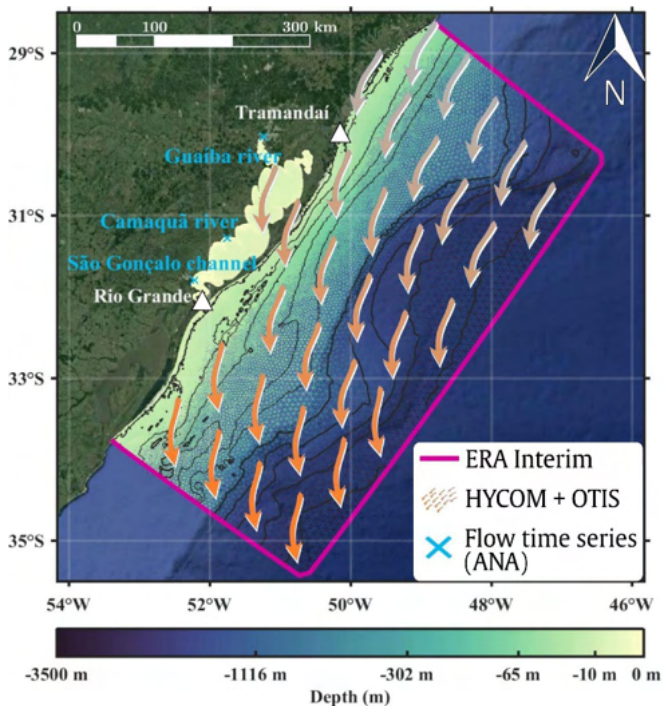 0 100 300 km
29°S
31°S
33°S
35°S
N
Tramandaí
Guaíba river
Camaquã river
São Gonçalo channel
Rio Grande
ERA Interim
HYCOM + OTIS
Flow time series
(ANA)
54°W 52°W 50°W 48°W 46°W
-3500 m -1116 m -302 m -65 m -10 m 0 m
Depth (m)